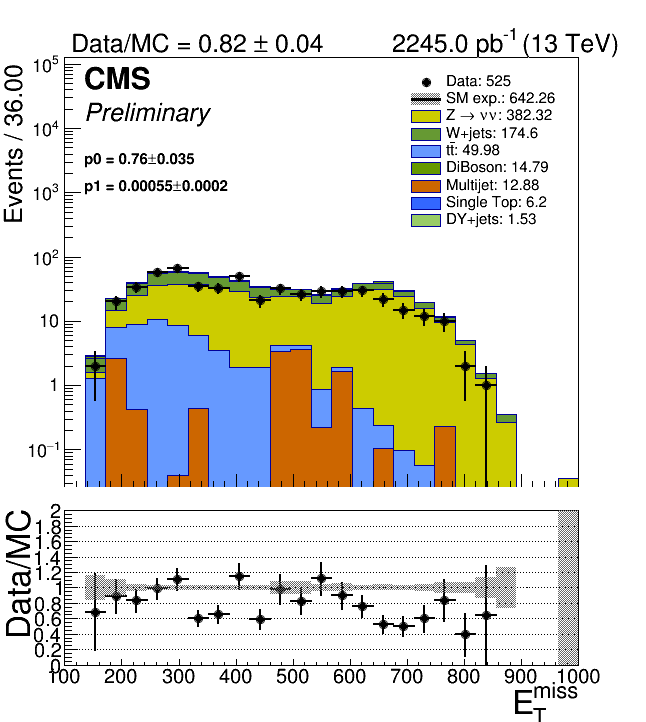 Data/MC = 0.82 ± 0.04 2245.0 pb⁻¹ (13 TeV)
Events / 36.00
10⁵
10⁴
10³
10²
10
1
10⁻¹
CMS
Preliminary
p0 = 0.76±0.035
p1 = 0.00055±0.0002
Data: 525
SM exp.: 642.26
Z → νν: 382.32
W+jets: 174.6
tt̄: 49.98
DiBoson: 14.79
Multijet: 12.88
Single Top: 6.2
DY+jets: 1.53
Data/MC
2
1.8
1.6
1.4
1.2
1
0.8
0.6
0.4
0.2
0
100 200 300 400 500 600 700 800 900 1000
E_T^miss